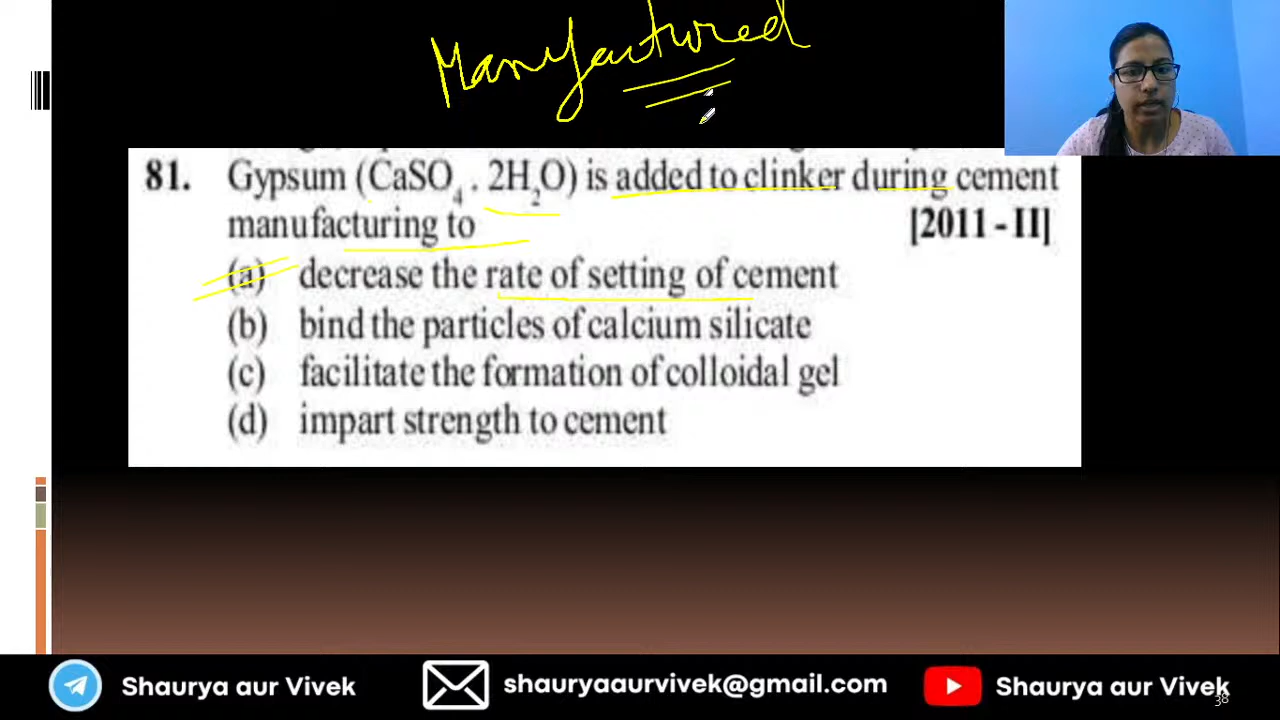 Manufactured
81. Gypsum (CaSO4 . 2H2O) is added to clinker during cement
manufacturing to [2011 - II]
(a) decrease the rate of setting of cement
(b) bind the particles of calcium silicate
(c) facilitate the formation of colloidal gel
(d) impart strength to cement
Shaurya aur Vivek shauryaaurvivek@gmail.com Shaurya aur Vivek
38